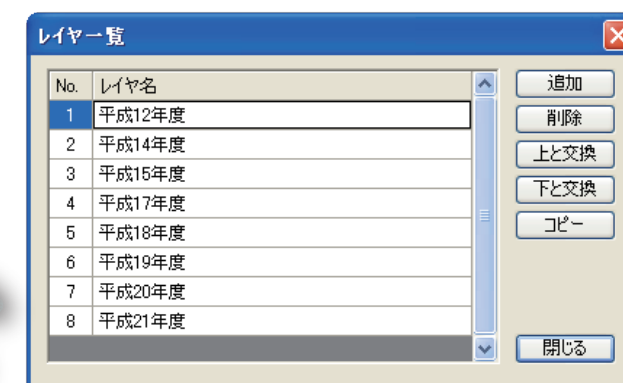 レイヤ一覧
No. レイヤ名
1 平成12年度
2 平成14年度
3 平成15年度
4 平成17年度
5 平成18年度
6 平成19年度
7 平成20年度
8 平成21年度
追加
削除
上と交換
下と交換
コピー
閉じる